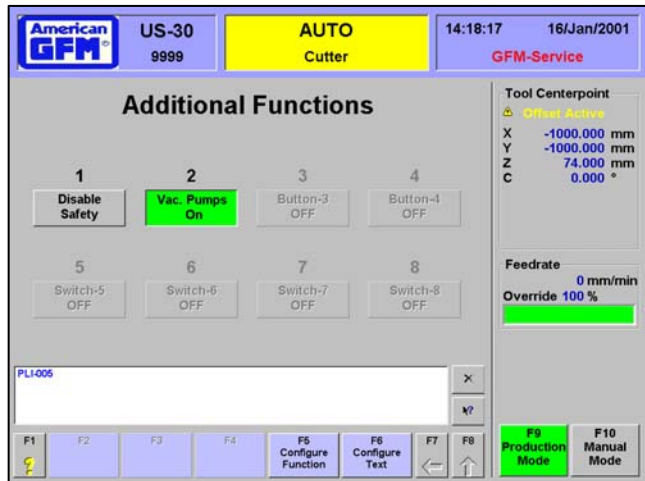 American
GFM®
US-30
9999
AUTO
Cutter
14:18:17 16/Jan/2001
GFM-Service
Additional Functions
1
Disable
Safety
2
Vac. Pumps
On
3
Button-3
OFF
4
Button-4
OFF
5
Switch-5
OFF
6
Switch-6
OFF
7
Switch-7
OFF
8
Switch-8
OFF
Tool Centerpoint
Offset Active
X -1000.000 mm
Y -1000.000 mm
Z 74.000 mm
C 0.000 °
Feedrate
0 mm/min
Override 100 %
PLI-005
F1
F2
F3
F4
F5
Configure
Function
F6
Configure
Text
F7
F8
F9
Production
Mode
F10
Manual
Mode